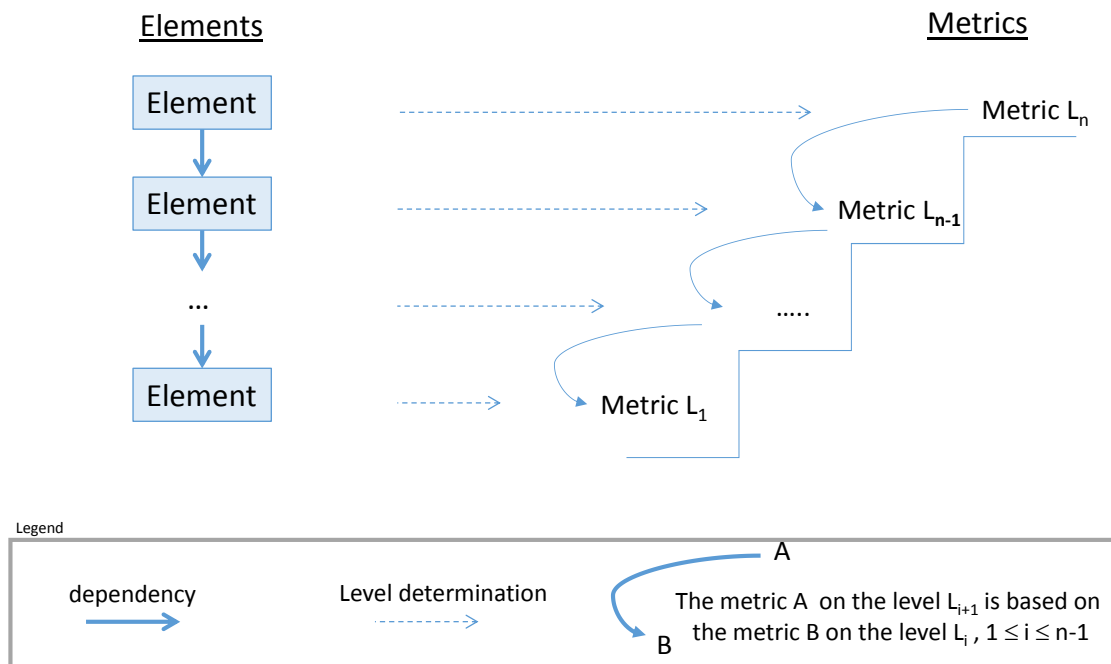 Elements
Metrics
Element
Metric Lₙ
Element
Metric Lₙ₋₁
...
.....
Element
Metric L₁
Legend
dependency
Level determination
A
B
The metric A on the level Lᵢ₊₁ is based on
the metric B on the level Lᵢ , 1 ≤ i ≤ n-1